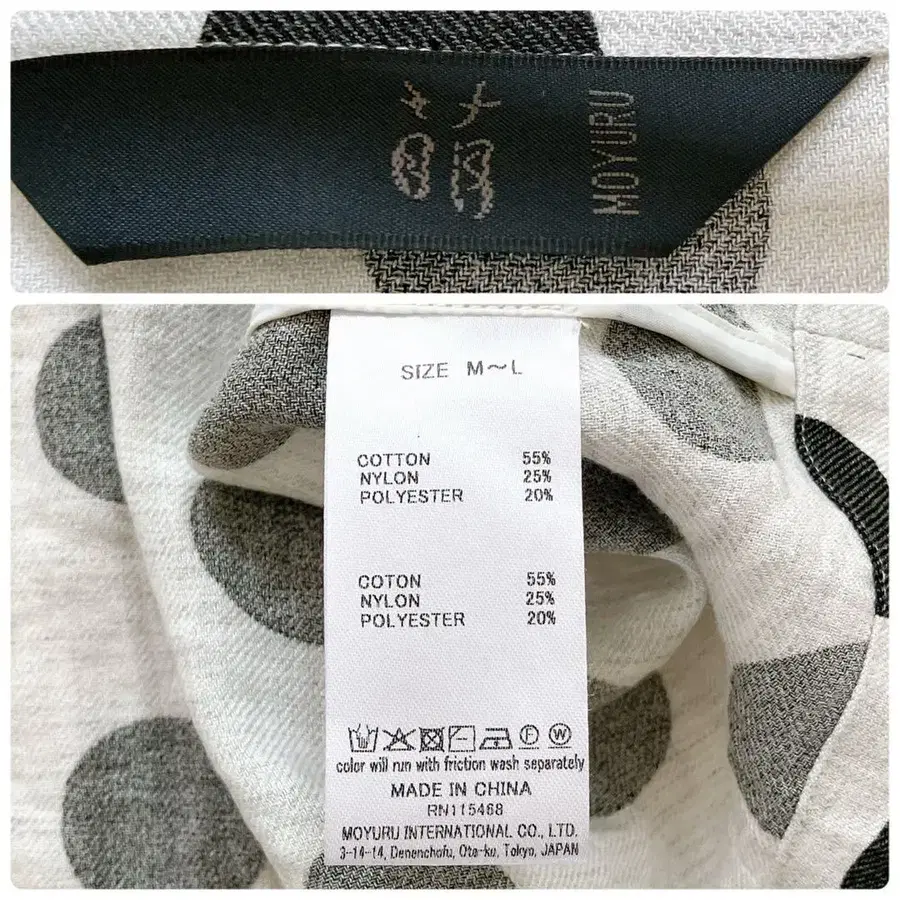 萌
MOYURU
SIZE M～L
COTTON 55%
NYLON 25%
POLYESTER 20%
COTON 55%
NYLON 25%
POLYESTER 20%
F W
color will run with friction wash separately
MADE IN CHINA
RN115468
MOYURU INTERNATIONAL CO., LTD.
3-14-14, Denenchofu, Ota-ku, Tokyo, JAPAN